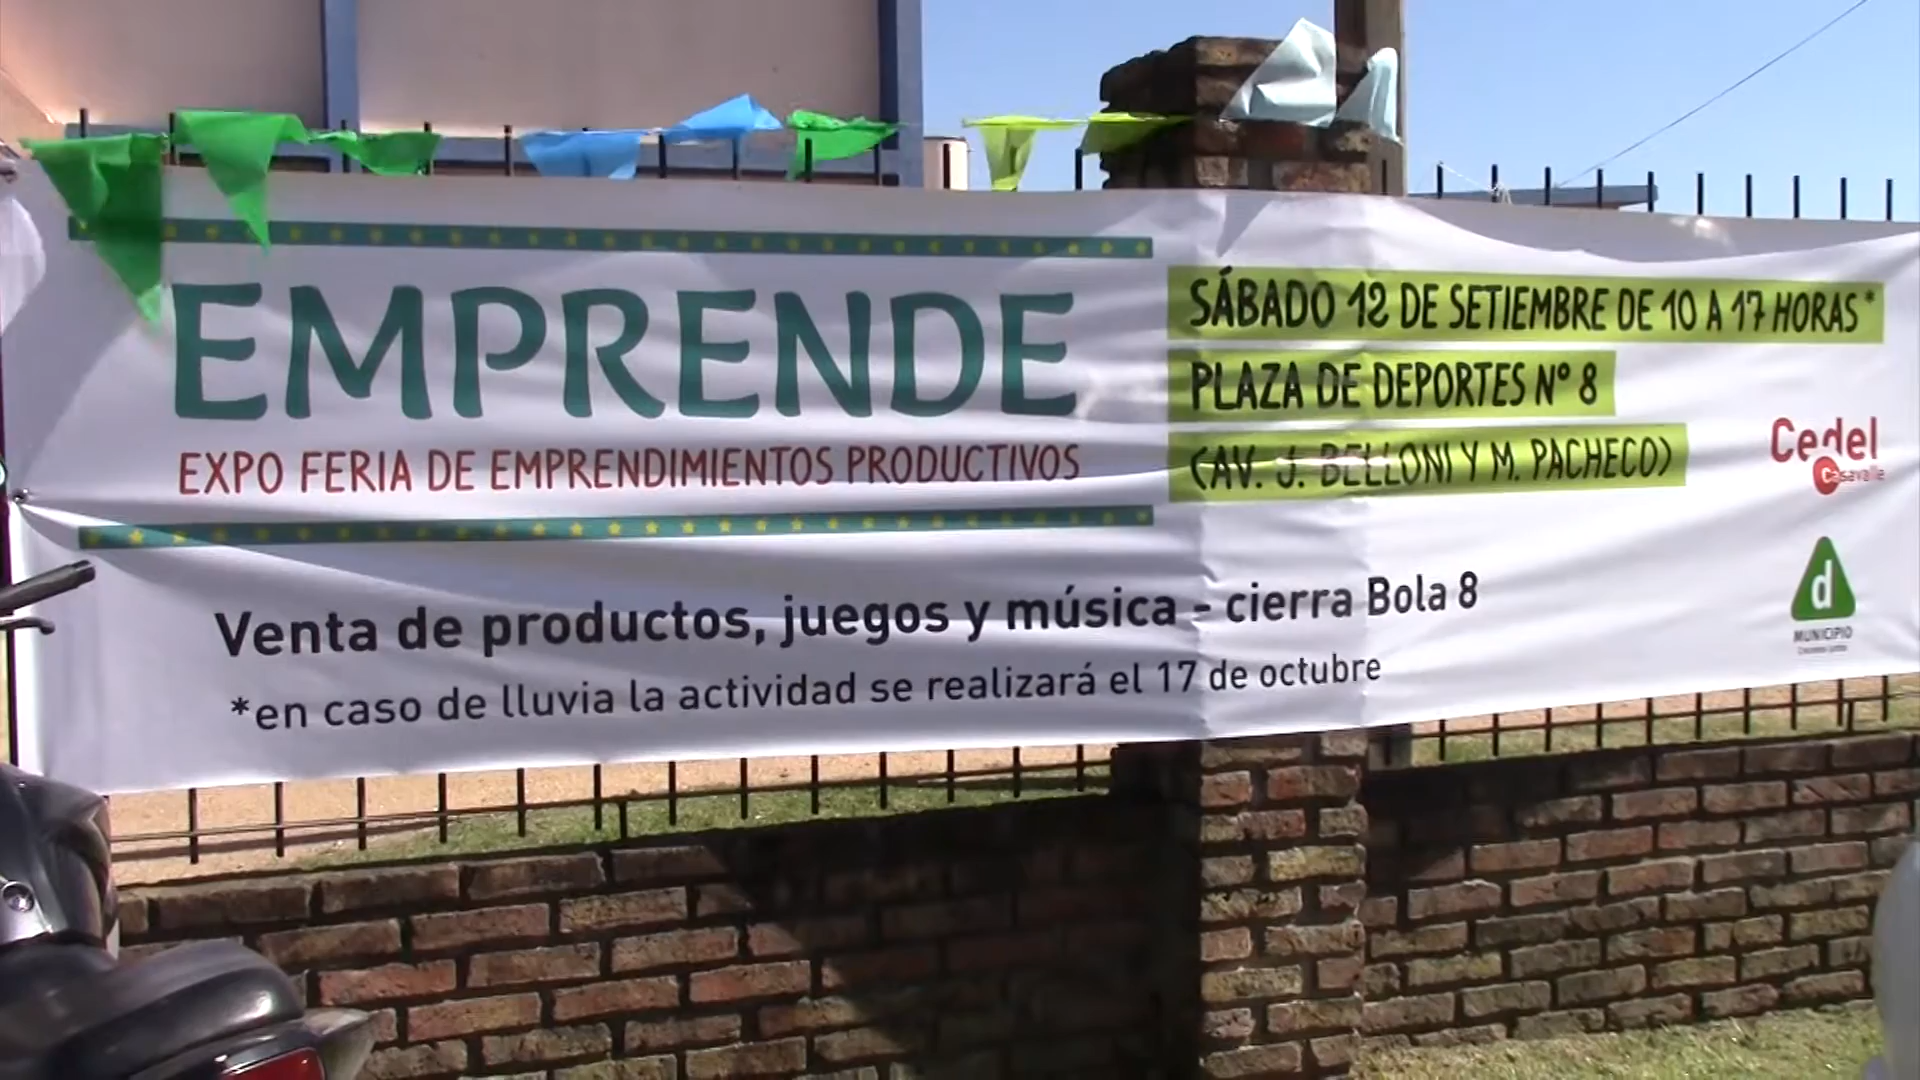 EMPRENDE
EXPO FERIA DE EMPRENDIMIENTOS PRODUCTIVOS
SÁBADO 12 DE SETIEMBRE DE 10 A 17 HORAS*
PLAZA DE DEPORTES Nº 8
(AV. J. BELLONI Y M. PACHECO)
Venta de productos, juegos y música - cierra Bola 8
*en caso de lluvia la actividad se realizará el 17 de octubre
Cedel
Casavalle
d
MUNICIPIO